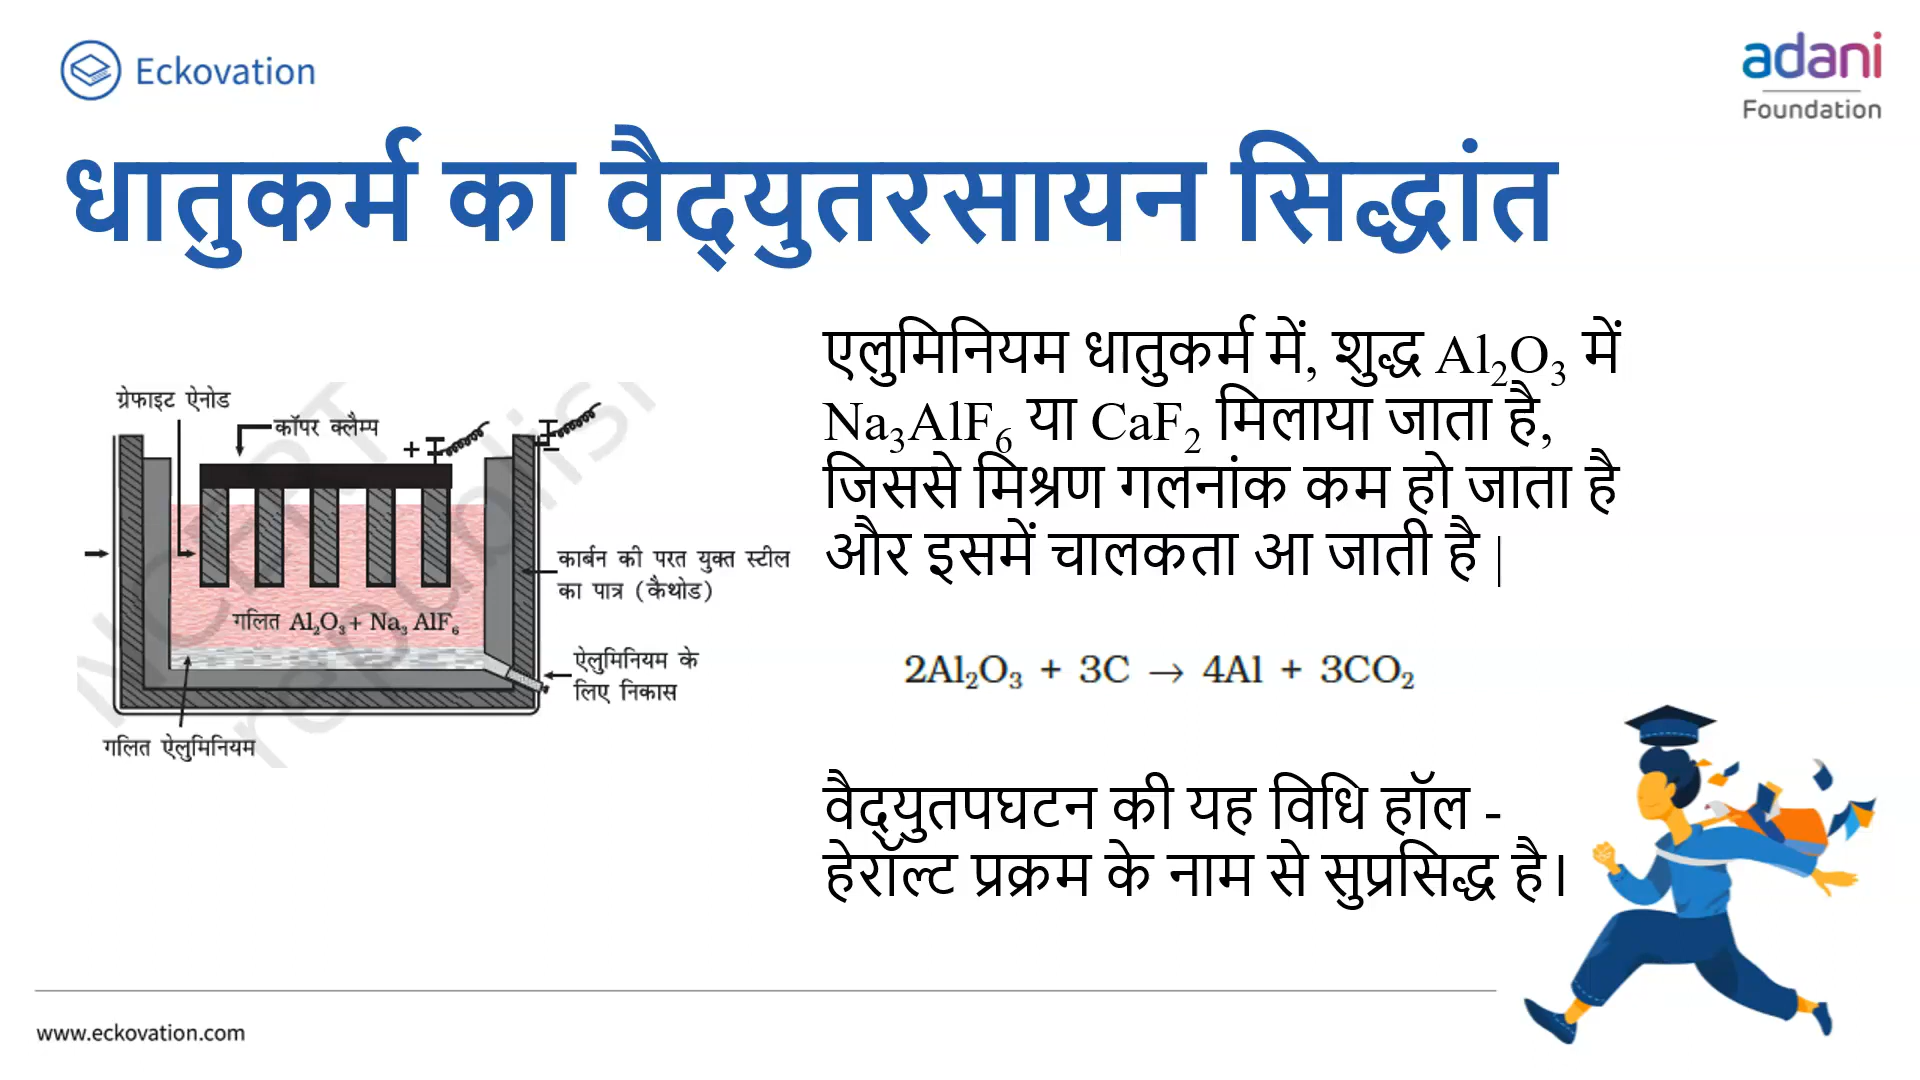 Eckovation
adani
Foundation
धातुकर्म का वैद्युतरसायन सिद्धांत
एलुमिनियम धातुकर्म में, शुद्ध Al₂O₃ में
Na₃AlF₆ या CaF₂ मिलाया जाता है,
जिससे मिश्रण गलनांक कम हो जाता है
और इसमें चालकता आ जाती है |
ग्रेफाइट ऐनोड
कॉपर क्लैम्प
+
–
कार्बन की परत युक्त स्टील
का पात्र (कैथोड)
गलित Al₂O₃ + Na₃ AlF₆
ऐलुमिनियम के
लिए निकास
गलित ऐलुमिनियम
NCERT
republish
2Al₂O₃ + 3C → 4Al + 3CO₂
वैद्युतपघटन की यह विधि हॉल -
हेरॉल्ट प्रक्रम के नाम से सुप्रसिद्ध है।
www.eckovation.com